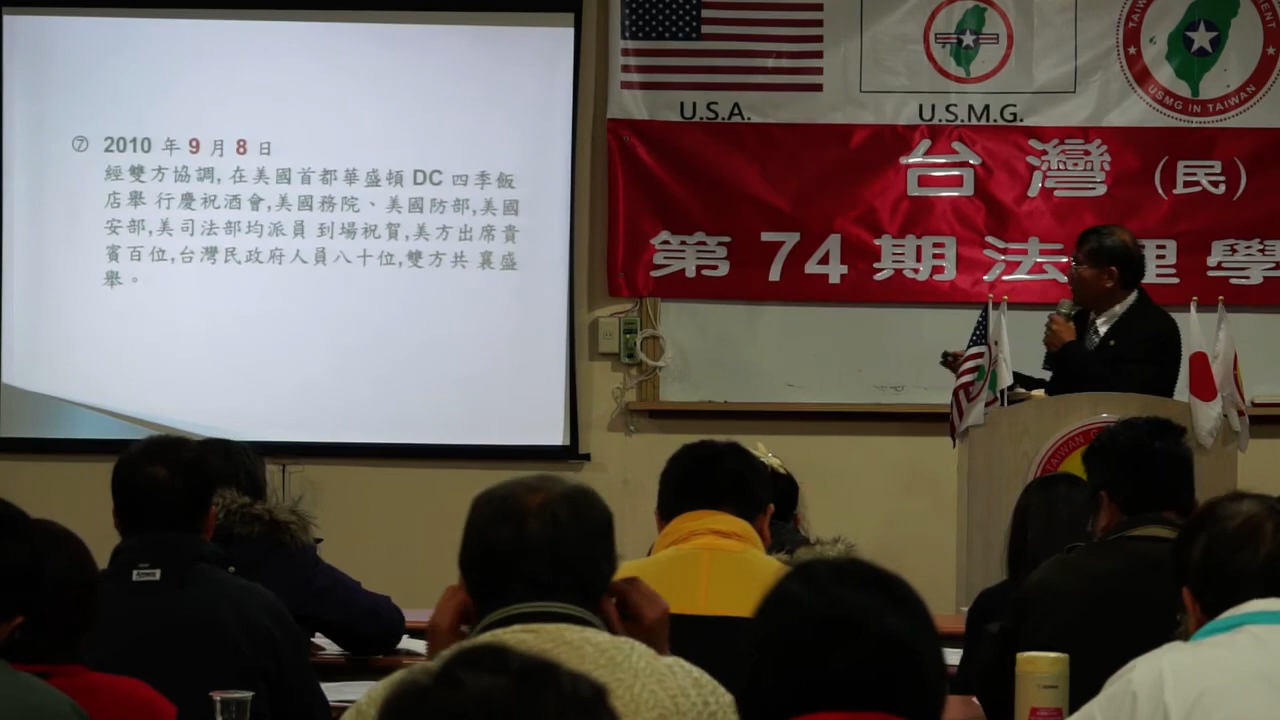 ⑦ 2010 年 9 月 8 日
經雙方協調, 在美國首都華盛頓 DC 四季飯
店舉 行慶祝酒會,美國務院、美國防部,美國
安部,美司法部均派員 到場祝賀,美方出席貴
賓百位,台灣民政府人員八十位,雙方共 襄盛
舉。
U.S.A.
U.S.M.G.
USMG IN TAIWAN
台灣 (民)
第 74 期法理學
TAIWAN